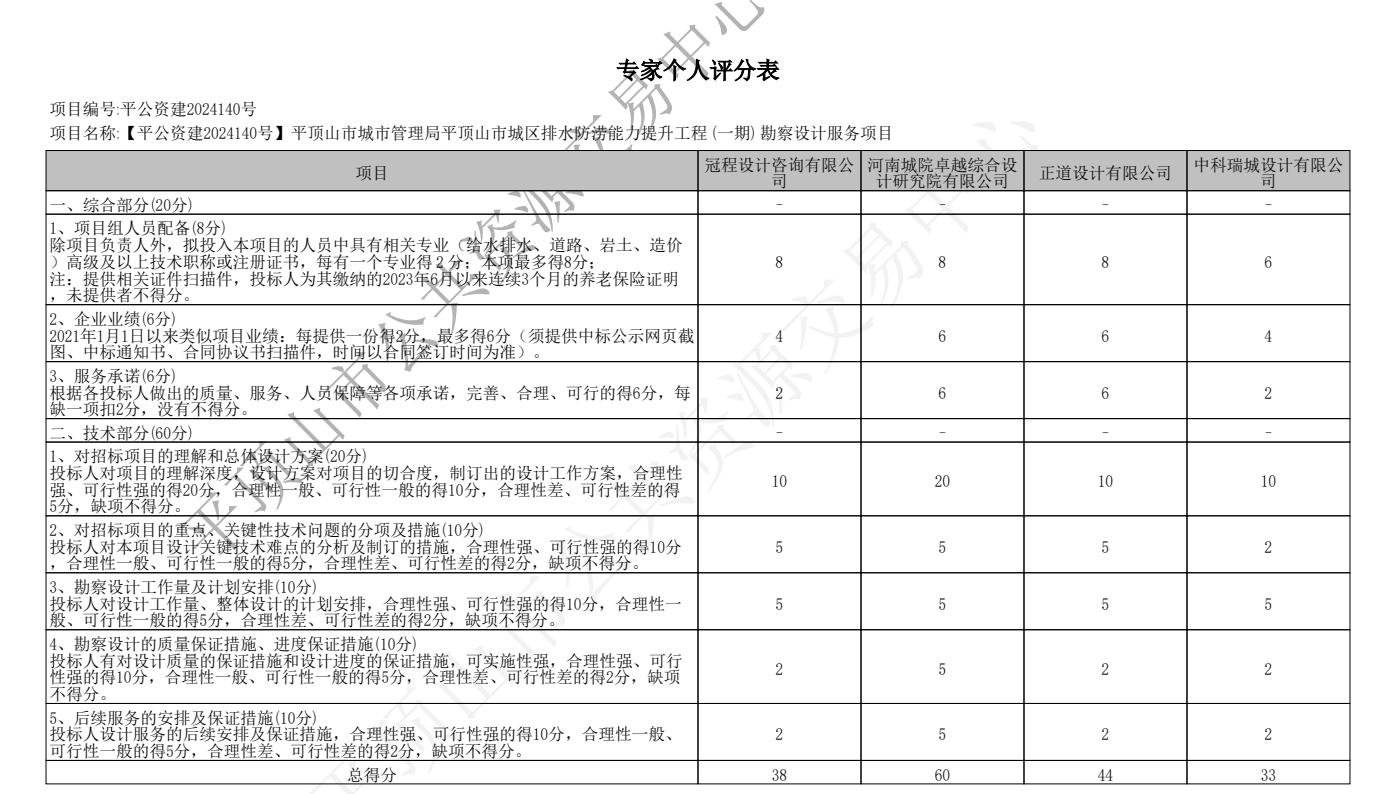 专家个人评分表
项目编号:平公资建2024140号
项目名称:【平公资建2024140号】平顶山市城市管理局平顶山市城区排水防涝能力提升工程(一期)勘察设计服务项目
项目 冠程设计咨询有限公司 河南城院卓越综合设计研究院有限公司 正道设计有限公司 中科瑞城设计有限公司
一、综合部分(20分) - - - -
1、项目组人员配备(8分)
除项目负责人外，拟投入本项目的人员中具有相关专业（给水排水、道路、岩土、造价
）高级及以上技术职称或注册证书，每有一个专业得２分；本项最多得8分；
注：提供相关证件扫描件，投标人为其缴纳的2023年6月以来连续3个月的养老保险证明
，未提供者不得分。
8 8 8 6
2、企业业绩(6分)
2021年1月1日以来类似项目业绩：每提供一份得2分，最多得6分（须提供中标公示网页截
图、中标通知书、合同协议书扫描件，时间以合同签订时间为准）。
4 6 6 4
3、服务承诺(6分)
根据各投标人做出的质量、服务、人员保障等各项承诺，完善、合理、可行的得6分，每
缺一项扣2分，没有不得分。
2 6 6 2
二、技术部分(60分) - - - -
1、对招标项目的理解和总体设计方案(20分)
投标人对项目的理解深度，设计方案对项目的切合度，制订出的设计工作方案，合理性
强、可行性强的得20分，合理性一般、可行性一般的得10分，合理性差、可行性差的得
5分，缺项不得分。
10 20 10 10
2、对招标项目的重点、关键性技术问题的分项及措施(10分)
投标人对本项目设计关键技术难点的分析及制订的措施，合理性强、可行性强的得10分
，合理性一般、可行性一般的得5分，合理性差、可行性差的得2分，缺项不得分。
5 5 5 2
3、勘察设计工作量及计划安排(10分)
投标人对设计工作量、整体设计的计划安排，合理性强、可行性强的得10分，合理性一
般、可行性一般的得5分，合理性差、可行性差的得2分，缺项不得分。
5 5 5 5
4、勘察设计的质量保证措施、进度保证措施(10分)
投标人有对设计质量的保证措施和设计进度的保证措施，可实施性强，合理性强、可行
性强的得10分，合理性一般、可行性一般的得5分，合理性差、可行性差的得2分，缺项
不得分。
2 5 2 2
5、后续服务的安排及保证措施(10分)
投标人设计服务的后续安排及保证措施，合理性强、可行性强的得10分，合理性一般、
可行性一般的得5分，合理性差、可行性差的得2分，缺项不得分。
2 5 2 2
总得分 38 60 44 33
平顶山市公共资源交易中心
平顶山市公共资源交易中心